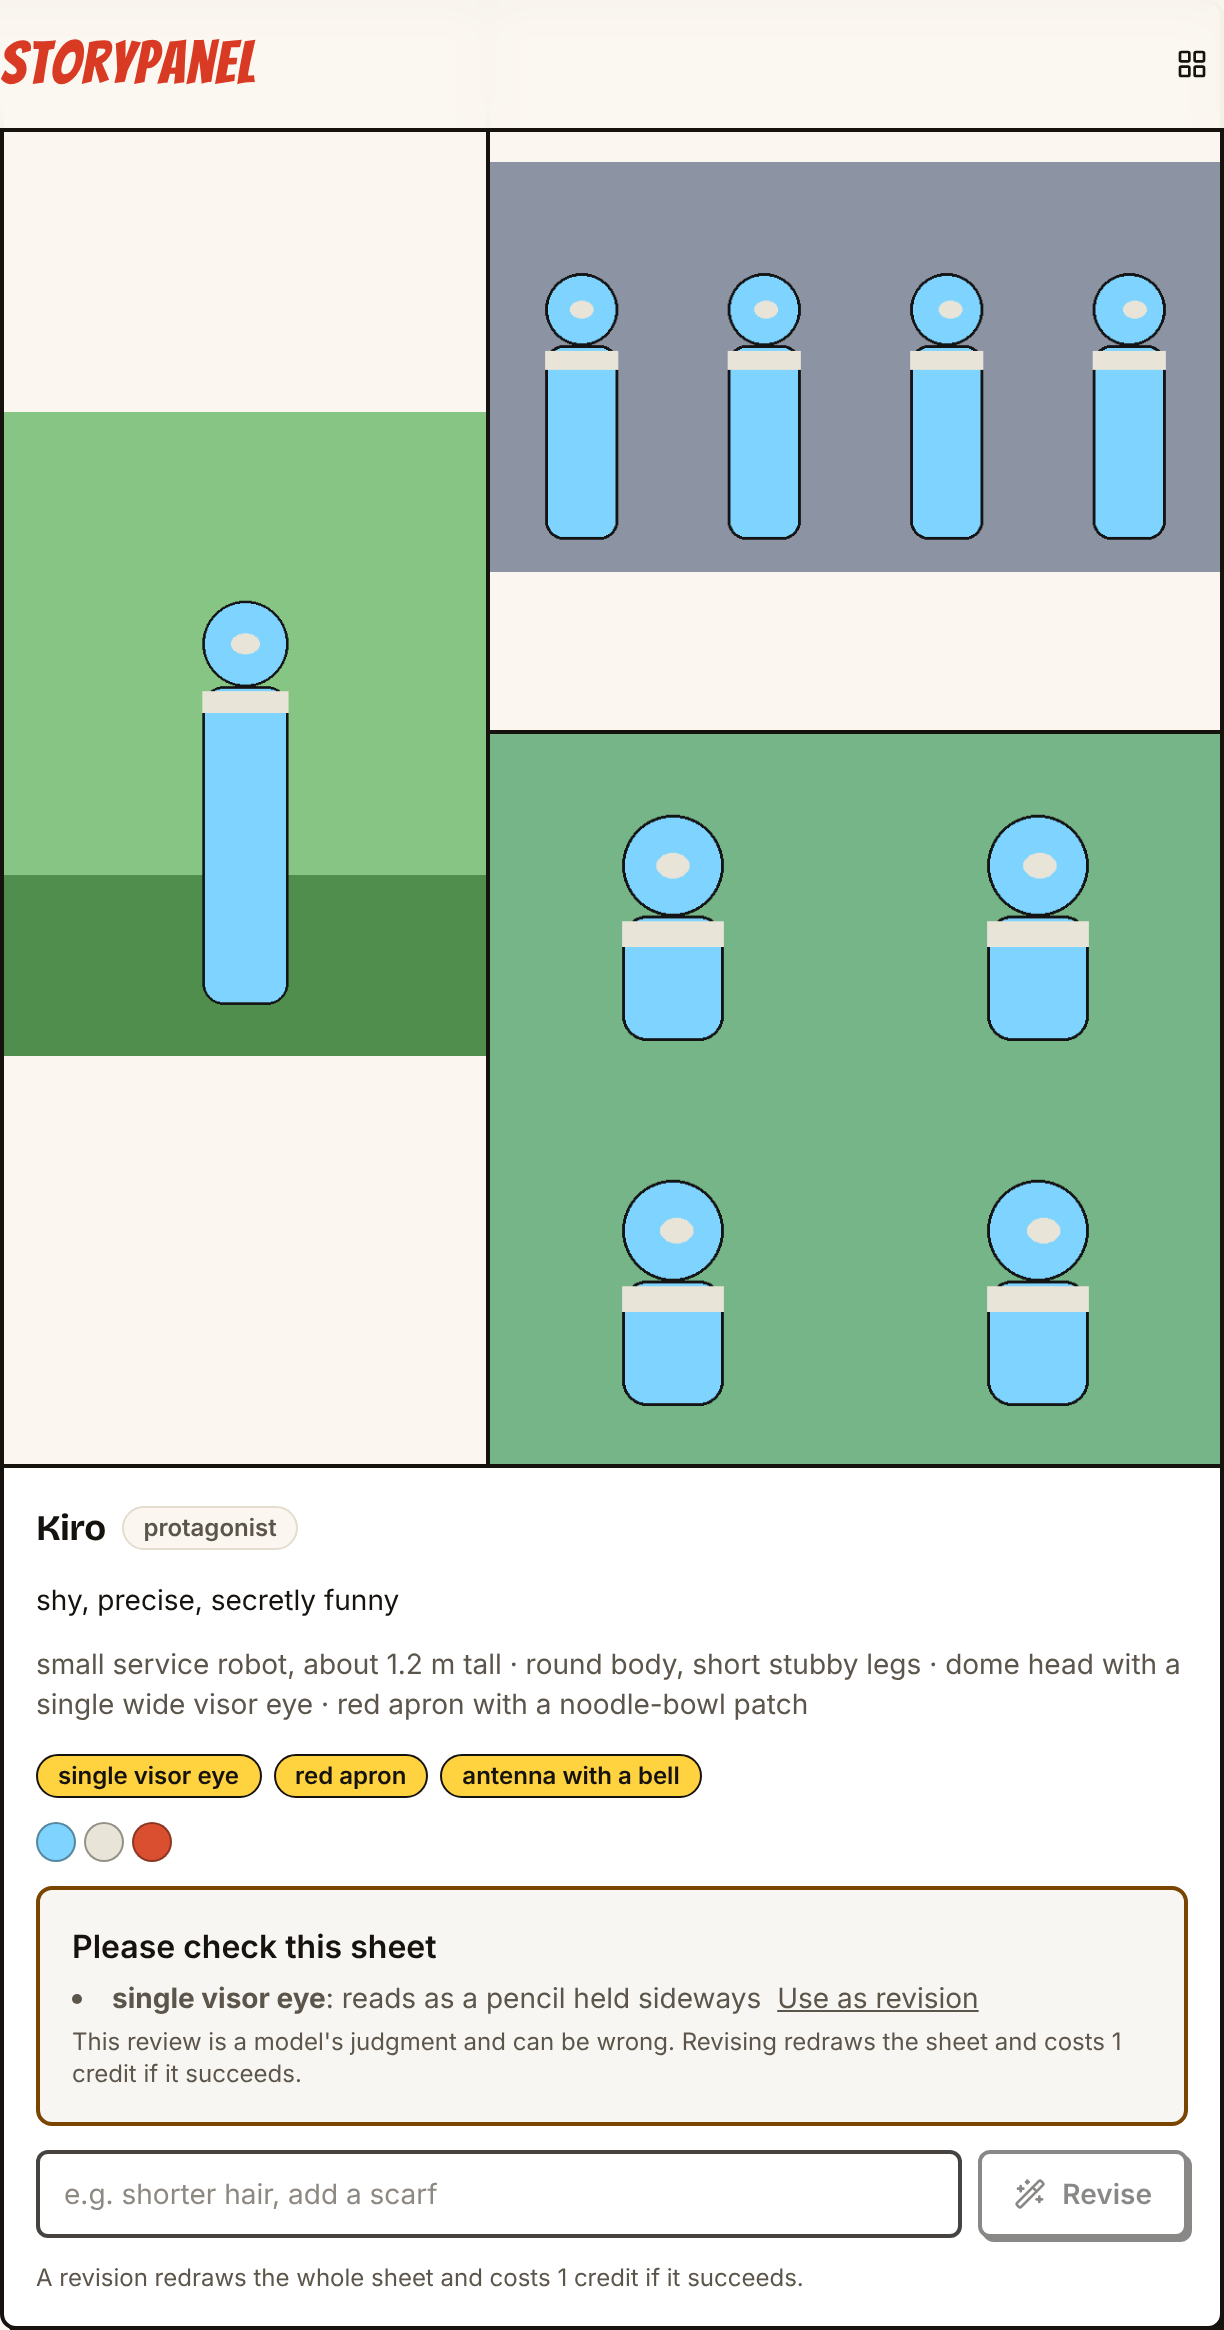 STORYPANEL
Kiro protagonist
shy, precise, secretly funny
small service robot, about 1.2 m tall · round body, short stubby legs · dome head with a
single wide visor eye · red apron with a noodle-bowl patch
single visor eye red apron antenna with a bell
Please check this sheet
• single visor eye: reads as a pencil held sideways Use as revision
This review is a model's judgment and can be wrong. Revising redraws the sheet and costs 1
credit if it succeeds.
e.g. shorter hair, add a scarf Revise
A revision redraws the whole sheet and costs 1 credit if it succeeds.